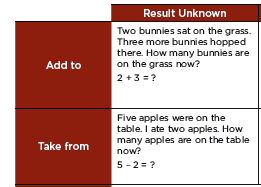 Result Unknown
Add to
Two bunnies sat on the grass.
Three more bunnies hopped
there. How many bunnies are
on the grass now?
2 + 3 = ?
Take from
Five apples were on the
table. I ate two apples. How
many apples are on the table
now?
5 – 2 = ?